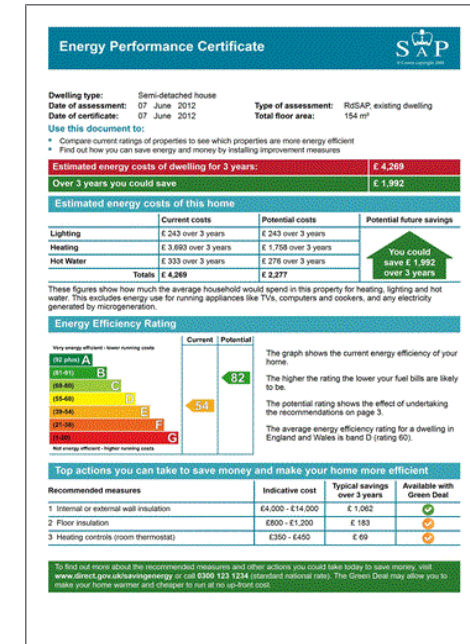 Energy Performance Certificate
SAP
© Crown copyright 2009
Dwelling type: Semi-detached house
Date of assessment: 07 June 2012 Type of assessment: RdSAP, existing dwelling
Date of certificate: 07 June 2012 Total floor area: 154 m²
Use this document to:
• Compare current ratings of properties to see which properties are more energy efficient
• Find out how you can save energy and money by installing improvement measures
Estimated energy costs of dwelling for 3 years: £ 4,269
Over 3 years you could save £ 1,992
Estimated energy costs of this home
Current costs Potential costs Potential future savings
Lighting £ 243 over 3 years £ 243 over 3 years
Heating £ 3,693 over 3 years £ 1,758 over 3 years
Hot Water £ 333 over 3 years £ 276 over 3 years
Totals £ 4,269 £ 2,277
You could
save £ 1,992
over 3 years
These figures show how much the average household would spend in this property for heating, lighting and hot
water. This excludes energy use for running appliances like TVs, computers and cookers, and any electricity
generated by microgeneration.
Energy Efficiency Rating
Current Potential
Very energy efficient - lower running costs
(92 plus) A
(81-91) B
(69-80) C
(55-68) D
(39-54) E
(21-38) F
(1-20) G
Not energy efficient - higher running costs
54
82
The graph shows the current energy efficiency of your
home.
The higher the rating the lower your fuel bills are likely
to be.
The potential rating shows the effect of undertaking
the recommendations on page 3.
The average energy efficiency rating for a dwelling in
England and Wales is band D (rating 60).
Top actions you can take to save money and make your home more efficient
Recommended measures Indicative cost Typical savings over 3 years Available with Green Deal
1 Internal or external wall insulation £4,000 - £14,000 £ 1,062
2 Floor insulation £800 - £1,200 £ 183
3 Heating controls (room thermostat) £350 - £450 £ 69
To find out more about the recommended measures and other actions you could take today to save money, visit
www.direct.gov.uk/savingenergy or call 0300 123 1234 (standard national rate). The Green Deal may allow you to
make your home warmer and cheaper to run at no up-front cost.